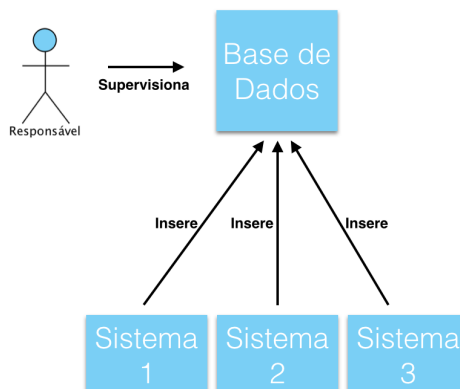 Base de
Dados
Supervisiona
Responsável
Insere
Insere
Insere
Sistema
1
Sistema
2
Sistema
3